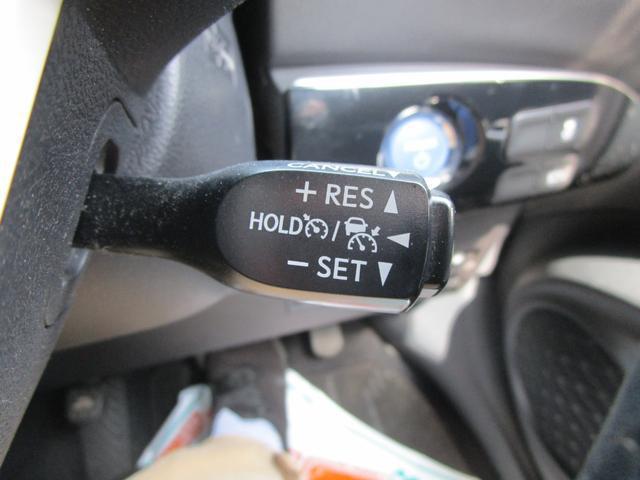 CANCEL
+ RES ▲
HOLD / ◀
− SET ▼